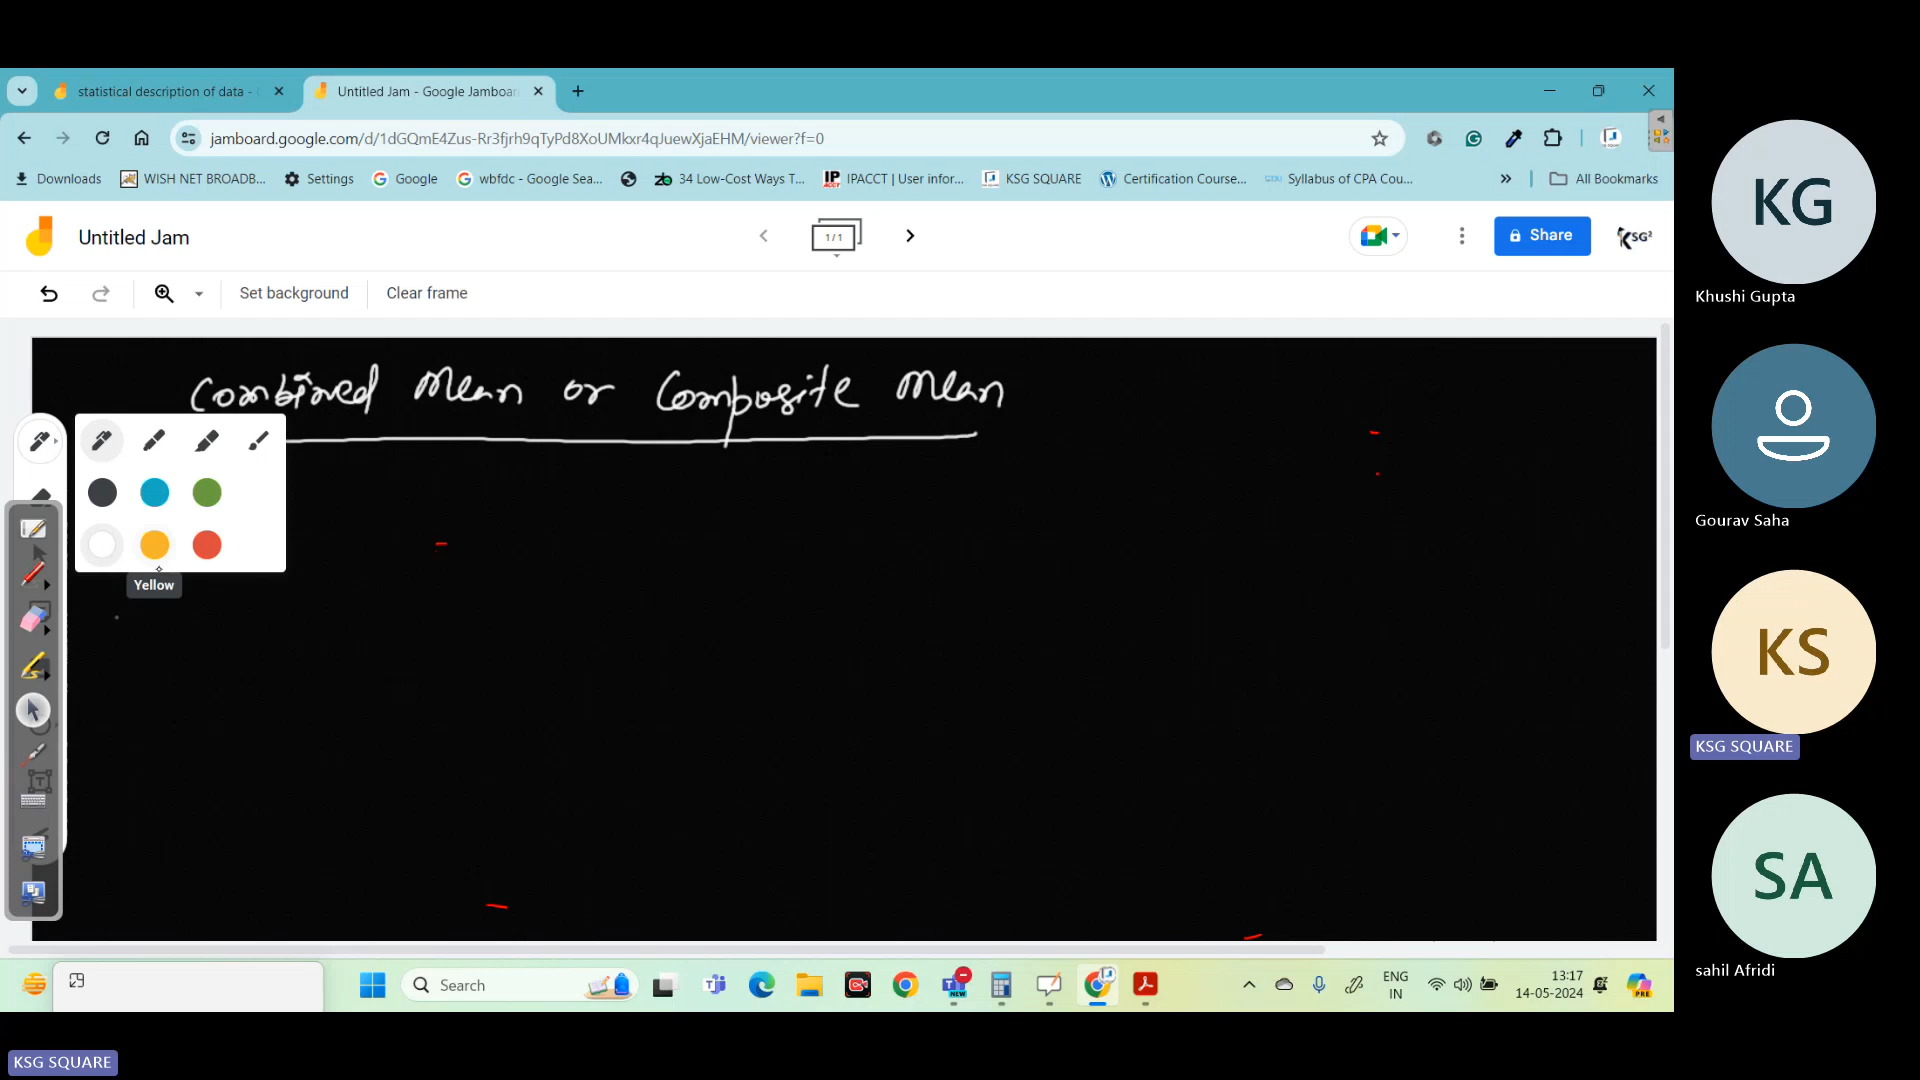 statistical description of data -
Untitled Jam - Google Jamboar
jamboard.google.com/d/1dGQmE4Zus-Rr3fjrh9qTyPd8XoUMkxr4qJuewXjaEHM/viewer?f=0
Downloads WISH NET BROADB... Settings Google wbfdc - Google Sea... 34 Low-Cost Ways T... IPACCT | User infor... KSG SQUARE Certification Course... Syllabus of CPA Cou... » All Bookmarks
Untitled Jam
1/1
Share
KSG²
Set background Clear frame
Combined Mean or Composite Mean
Yellow
Search
ENG
IN
13:17
14-05-2024
KG
Khushi Gupta
Gourav Saha
KS
KSG SQUARE
SA
sahil Afridi
KSG SQUARE